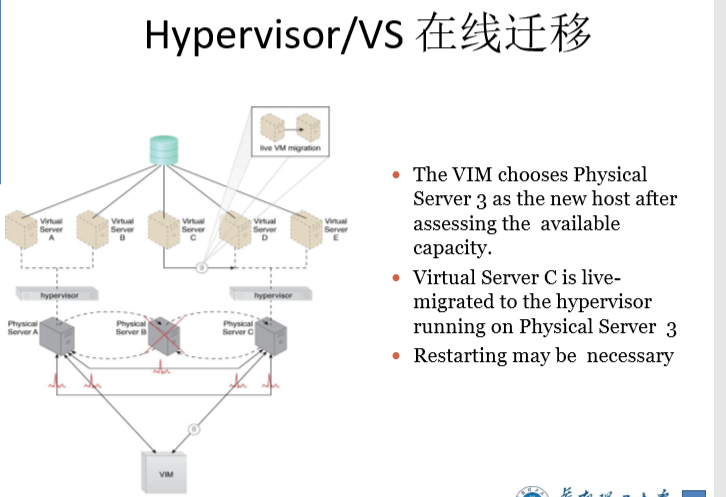 Hypervisor/VS 在线迁移
live VM migration
Virtual
Server
A
Virtual
Server
B
Virtual
Server
C
Virtual
Server
D
Virtual
Server
E
9
hypervisor
hypervisor
Physical
Server A
Physical
Server B
Physical
Server C
8
VIM
• The VIM chooses Physical
Server 3 as the new host after
assessing the available
capacity.
• Virtual Server C is live-
migrated to the hypervisor
running on Physical Server 3
• Restarting may be necessary